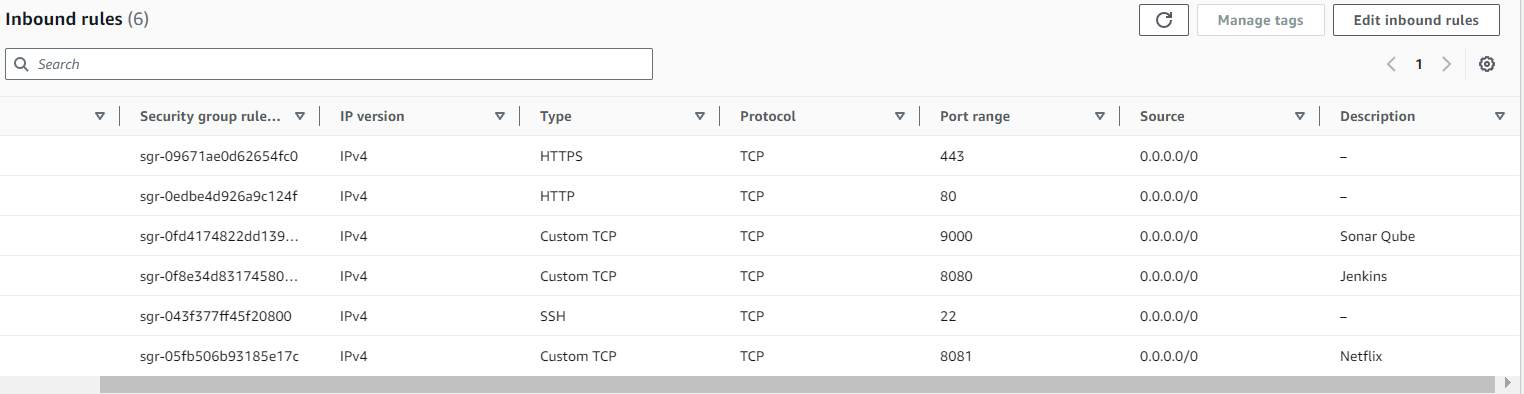 Inbound rules (6)
Manage tags
Edit inbound rules
Search
1
Security group rule... IP version Type Protocol Port range Source Description
sgr-09671ae0d62654fc0 IPv4 HTTPS TCP 443 0.0.0.0/0 –
sgr-0edbe4d926a9c124f IPv4 HTTP TCP 80 0.0.0.0/0 –
sgr-0fd4174822dd139... IPv4 Custom TCP TCP 9000 0.0.0.0/0 Sonar Qube
sgr-0f8e34d83174580... IPv4 Custom TCP TCP 8080 0.0.0.0/0 Jenkins
sgr-043f377ff45f20800 IPv4 SSH TCP 22 0.0.0.0/0 –
sgr-05fb506b93185e17c IPv4 Custom TCP TCP 8081 0.0.0.0/0 Netflix